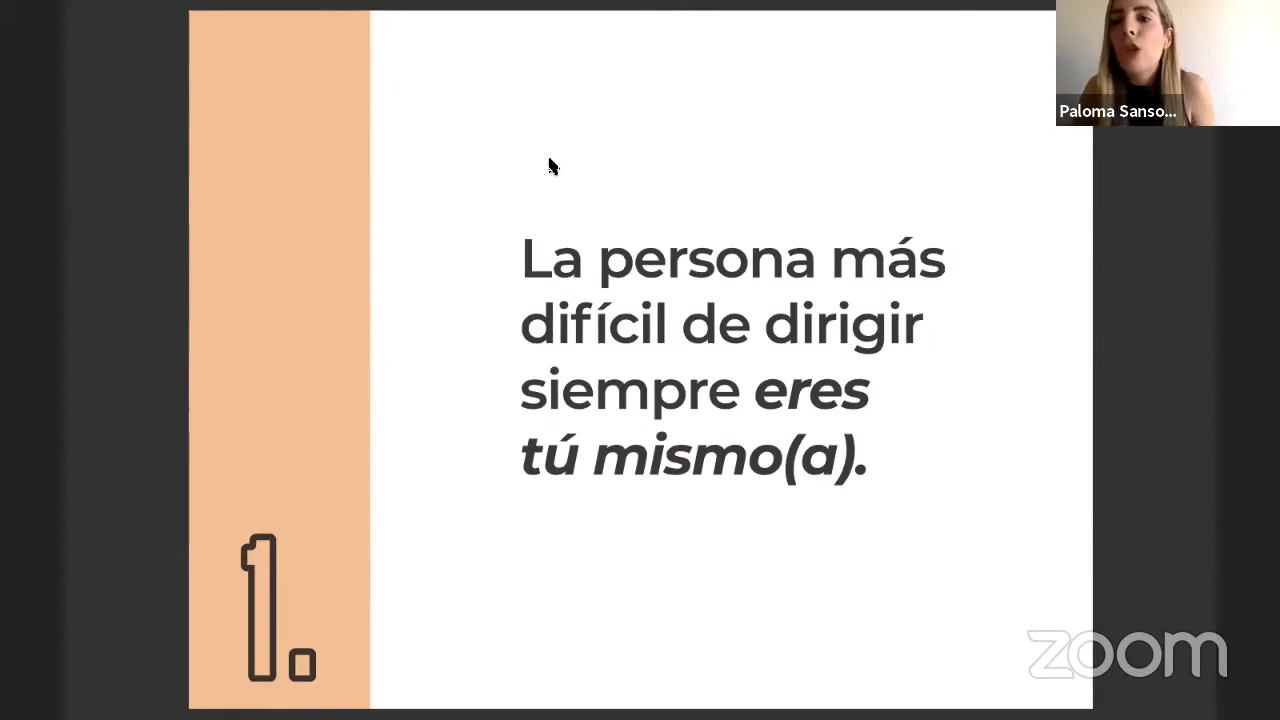 Paloma Sanso...
La persona más
difícil de dirigir
siempre eres
tú mismo(a).
1.
zoom